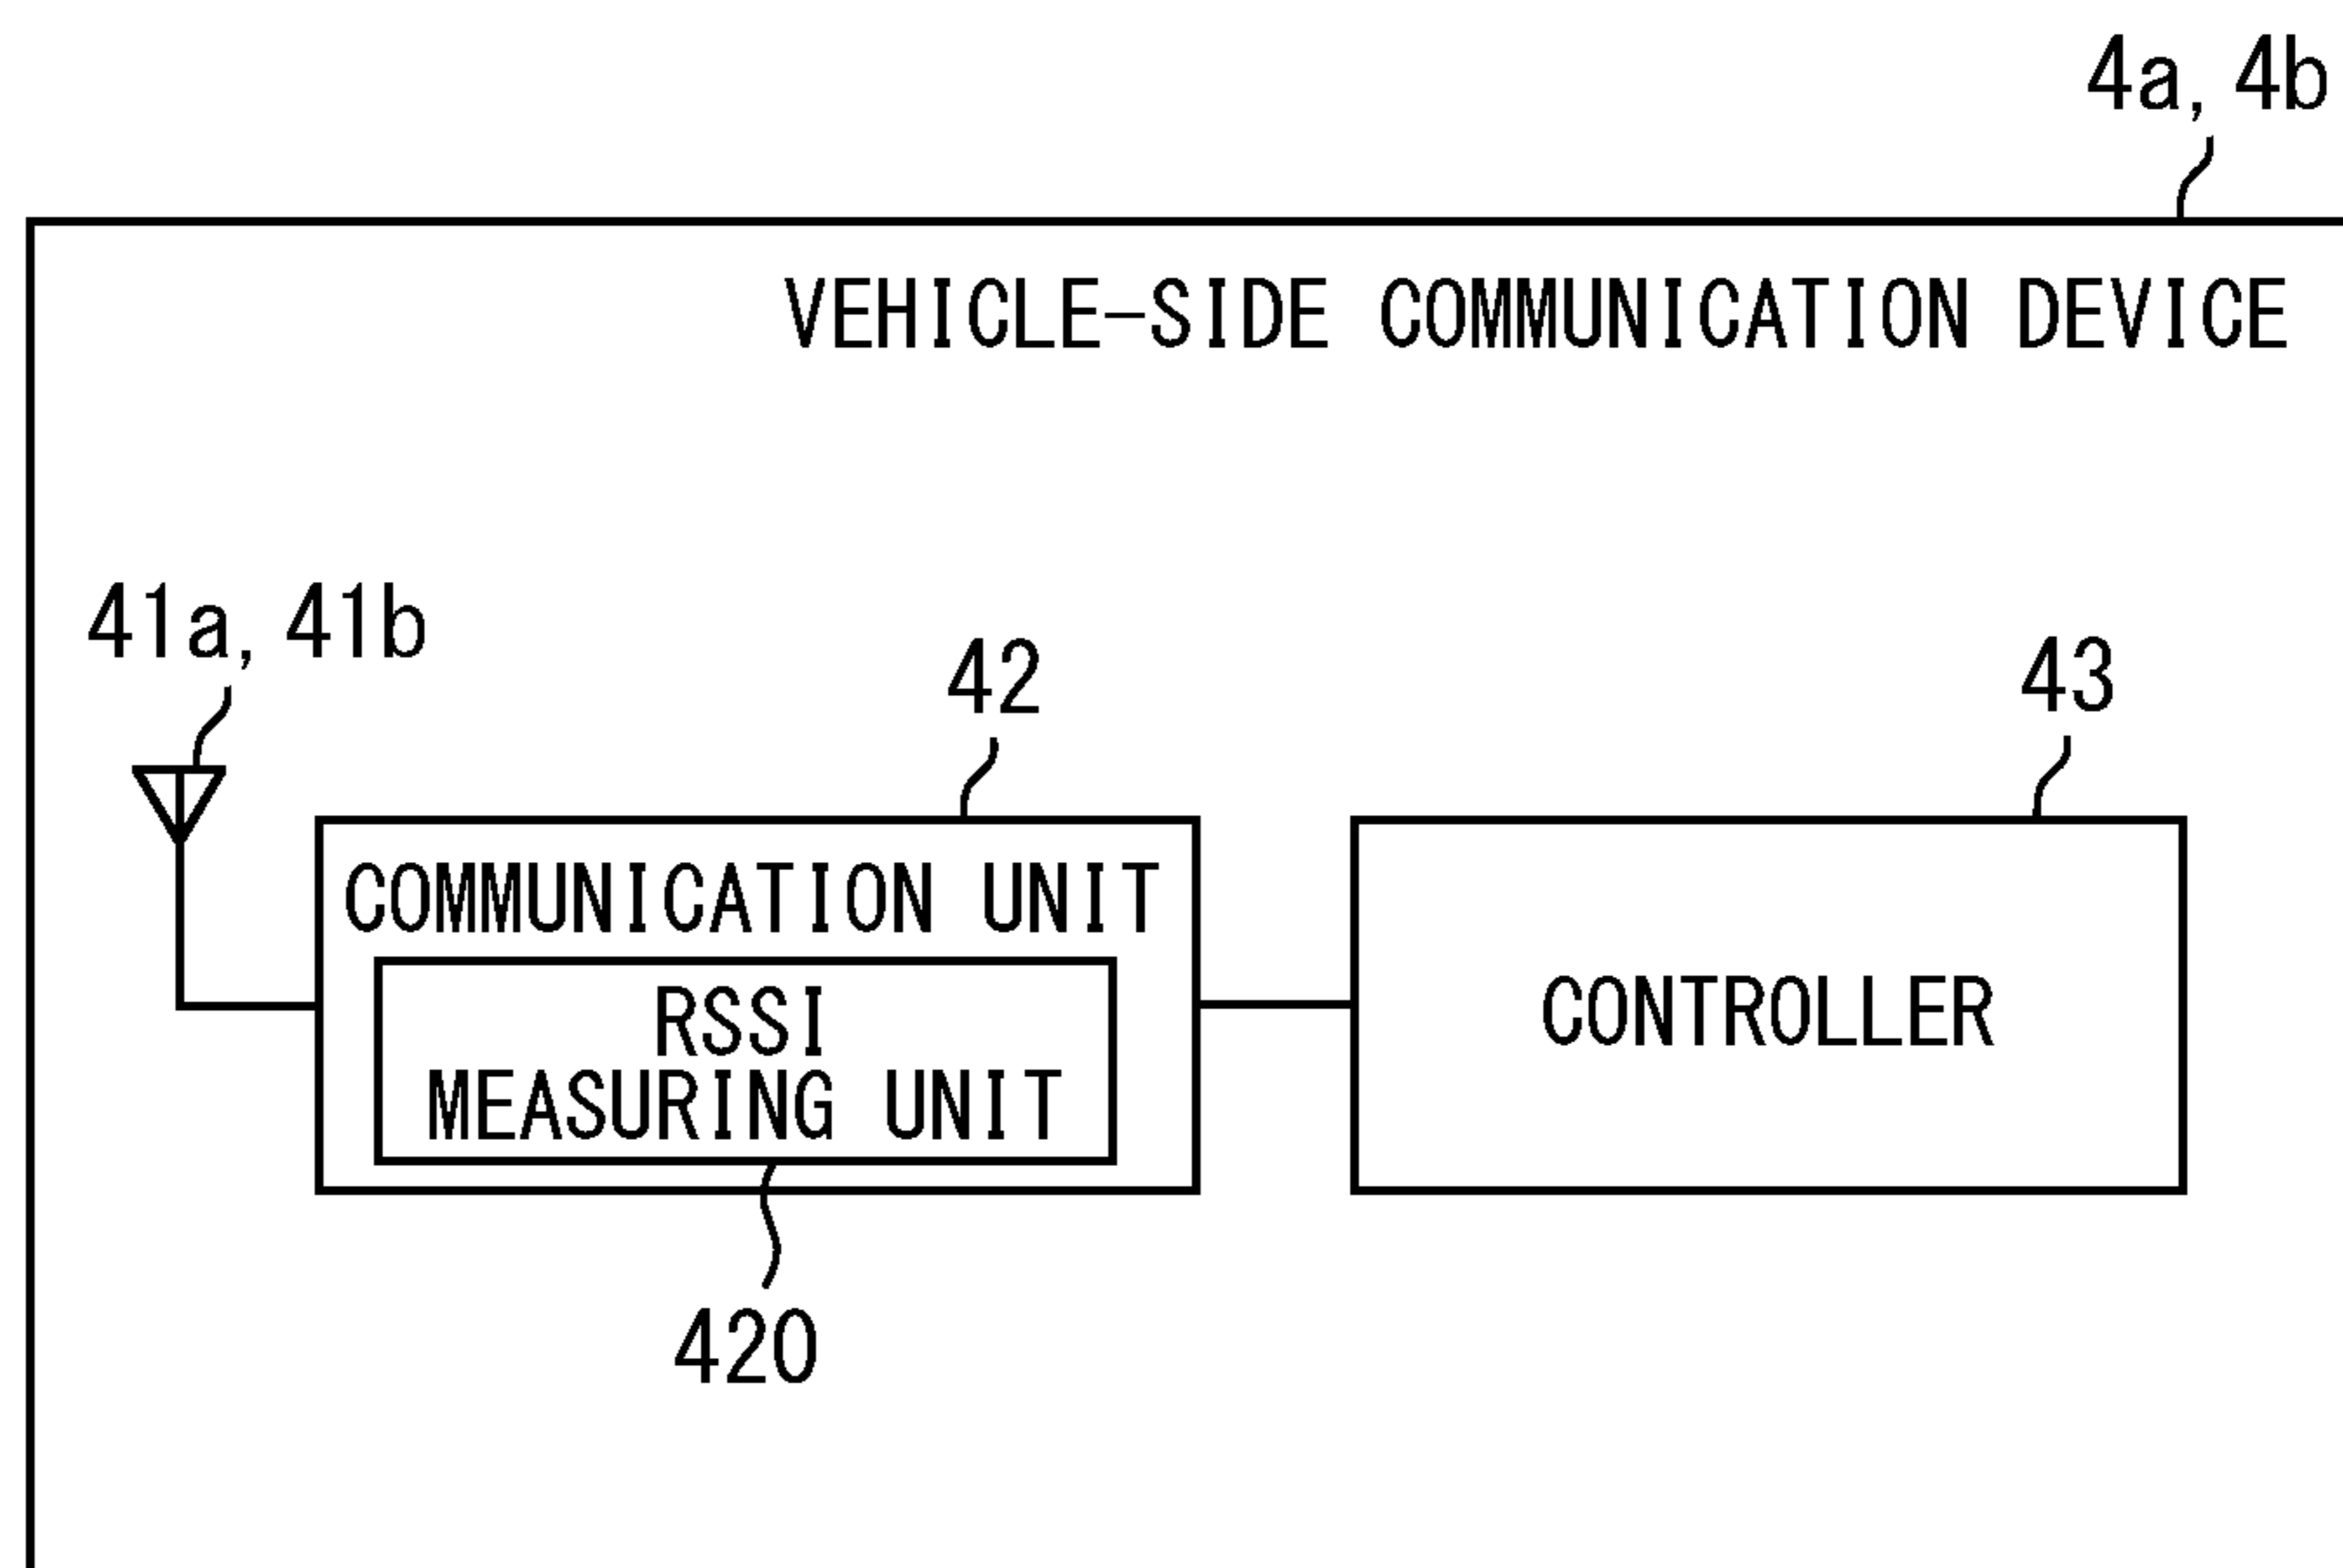 4a, 4b
VEHICLE-SIDE COMMUNICATION DEVICE
41a, 41b
42
43
COMMUNICATION UNIT
RSSI
MEASURING UNIT
CONTROLLER
420